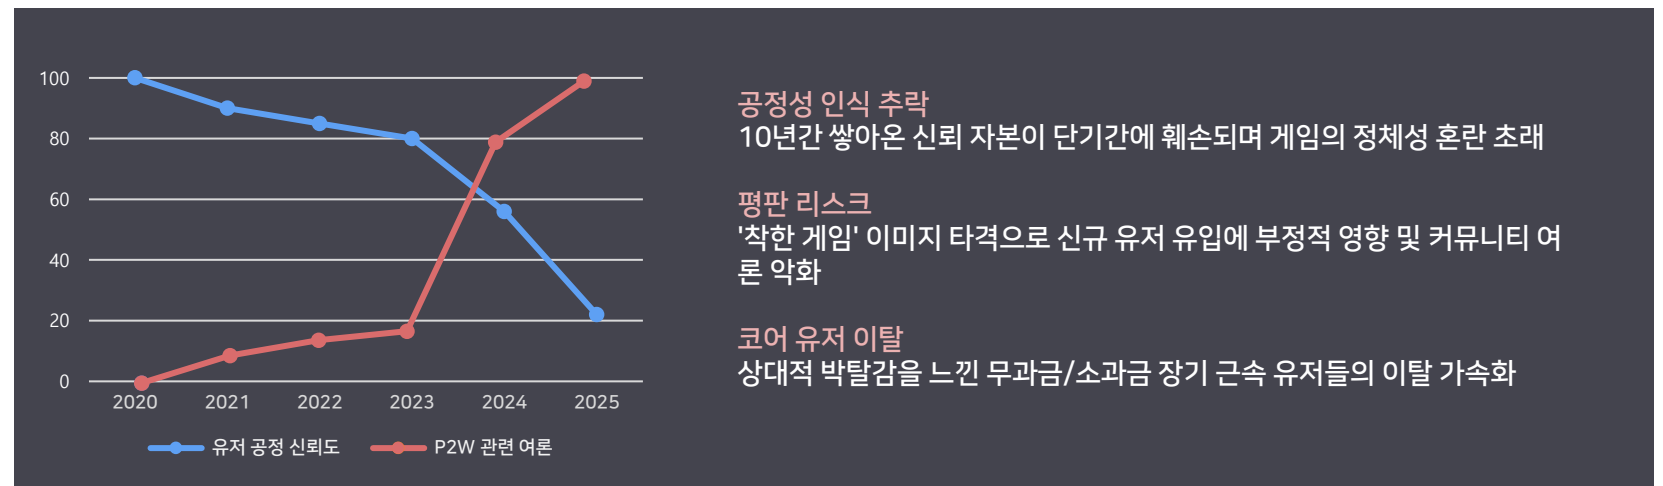 100
80
60
40
20
0
2020 2021 2022 2023 2024 2025
유저 공정 신뢰도 P2W 관련 여론
공정성 인식 추락
10년간 쌓아온 신뢰 자본이 단기간에 훼손되며 게임의 정체성 혼란 초래
평판 리스크
'착한 게임' 이미지 타격으로 신규 유저 유입에 부정적 영향 및 커뮤니티 여
론 악화
코어 유저 이탈
상대적 박탈감을 느낀 무과금/소과금 장기 근속 유저들의 이탈 가속화